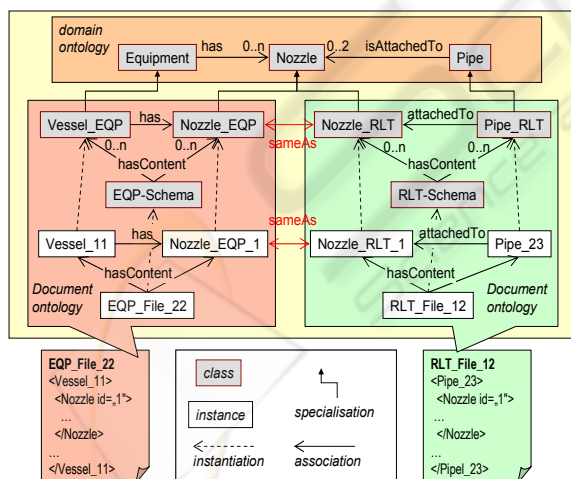 domain
ontology
has
0..n
0..2
isAttachedTo
Equipment
Nozzle
Pipe
Vessel_EQP
has
Nozzle_EQP
Nozzle_RLT
attachedTo
Pipe_RLT
0..n
0..n
sameAs
0..n
0..n
hasContent
hasContent
EQP-Schema
RLT-Schema
sameAs
Vessel_11
has
Nozzle_EQP_1
Nozzle_RLT_1
attachedTo
Pipe_23
hasContent
hasContent
Document
ontology
EQP_File_22
RLT_File_12
Document
ontology
EQP_File_22
<Vessel_11>
<Nozzle id=„1">
…
</Nozzle>
…
</Vessel_11>
class
instance
specialisation
instantiation
association
RLT_File_12
<Pipe_23>
<Nozzle id=„1">
…
</Nozzle>
…
</Pipel_23>